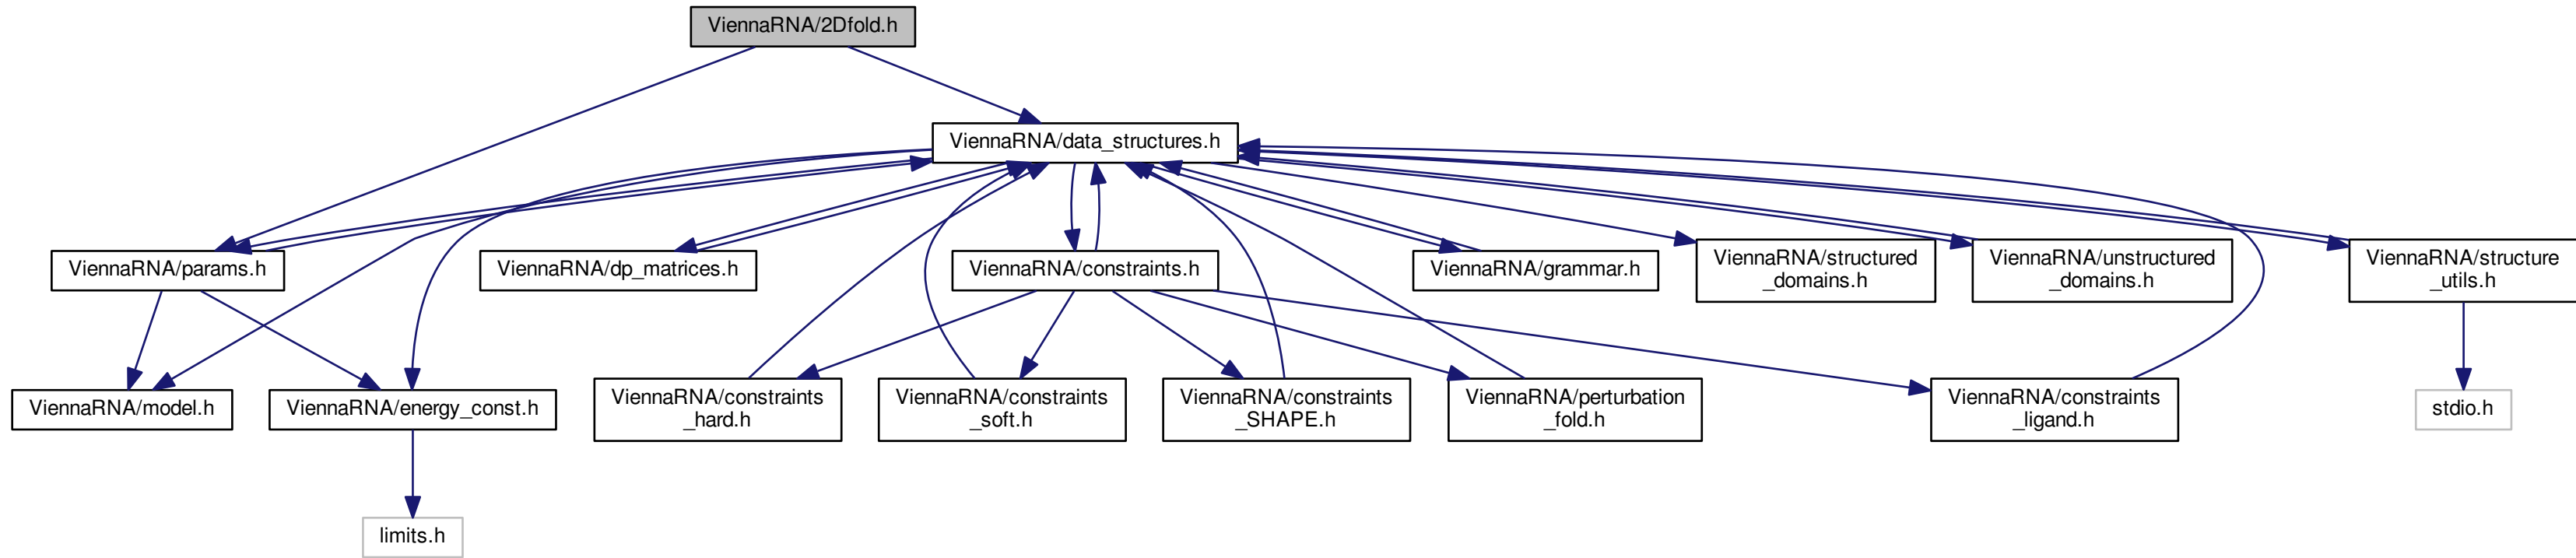 ViennaRNA/2Dfold.h
ViennaRNA/data_structures.h
ViennaRNA/params.h
ViennaRNA/dp_matrices.h
ViennaRNA/constraints.h
ViennaRNA/grammar.h
ViennaRNA/structured
_domains.h
ViennaRNA/unstructured
_domains.h
ViennaRNA/structure
_utils.h
ViennaRNA/model.h
ViennaRNA/energy_const.h
ViennaRNA/constraints
_hard.h
ViennaRNA/constraints
_soft.h
ViennaRNA/constraints
_SHAPE.h
ViennaRNA/perturbation
_fold.h
ViennaRNA/constraints
_ligand.h
stdio.h
limits.h